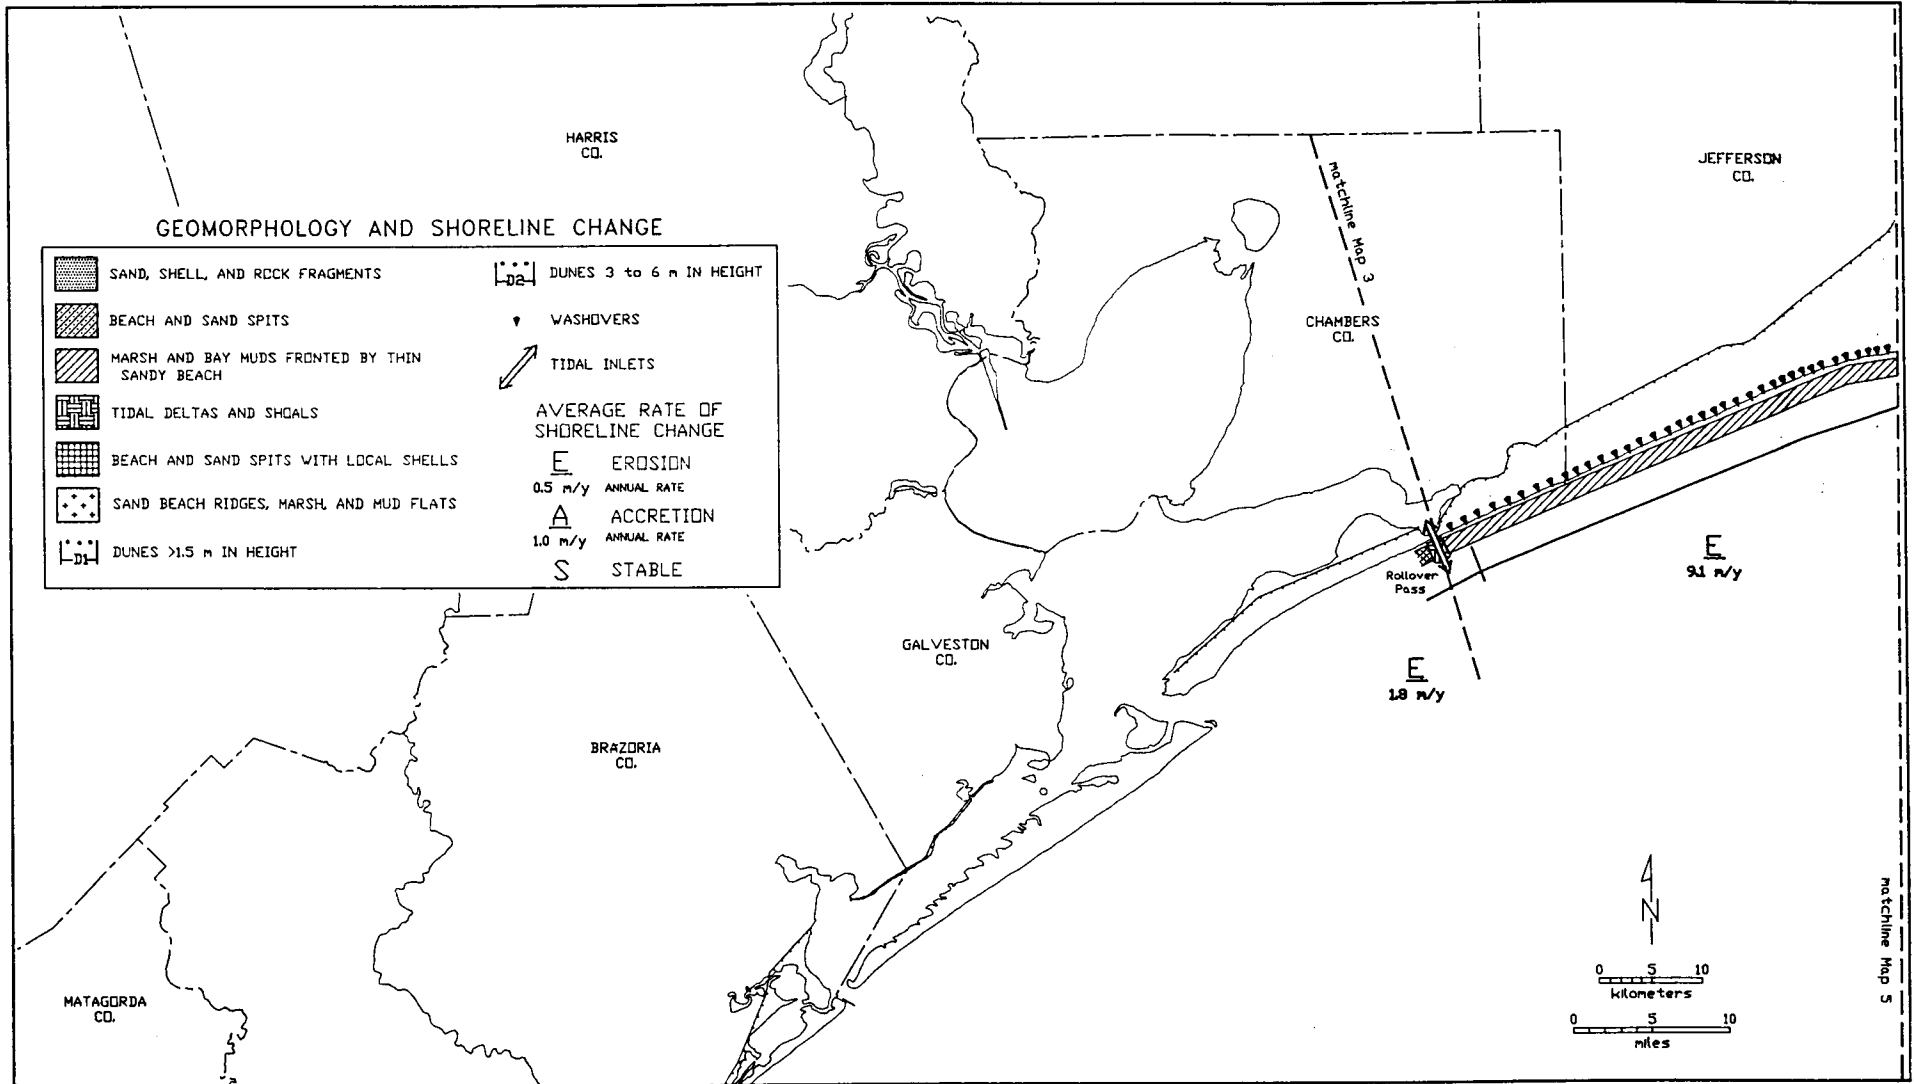 HARRIS
CO.
JEFFERSON
CO.
matchline Map 3
GEOMORPHOLOGY AND SHORELINE CHANGE
SAND, SHELL, AND ROCK FRAGMENTS
BEACH AND SAND SPITS
MARSH AND BAY MUDS FRONTED BY THIN
SANDY BEACH
TIDAL DELTAS AND SHOALS
BEACH AND SAND SPITS WITH LOCAL SHELLS
SAND BEACH RIDGES, MARSH, AND MUD FLATS
D1 DUNES >1.5 m IN HEIGHT
D2 DUNES 3 to 6 m IN HEIGHT
WASHOVERS
TIDAL INLETS
AVERAGE RATE OF
SHORELINE CHANGE
E EROSION
0.5 m/y ANNUAL RATE
A ACCRETION
1.0 m/y ANNUAL RATE
S STABLE
CHAMBERS
CO.
Rollover
Pass
E
9.1 m/y
E
1.8 m/y
GALVESTON
CO.
BRAZORIA
CO.
MATAGORDA
CO.
matchline Map 5
N
0 5 10
kilometers
0 5 10
miles